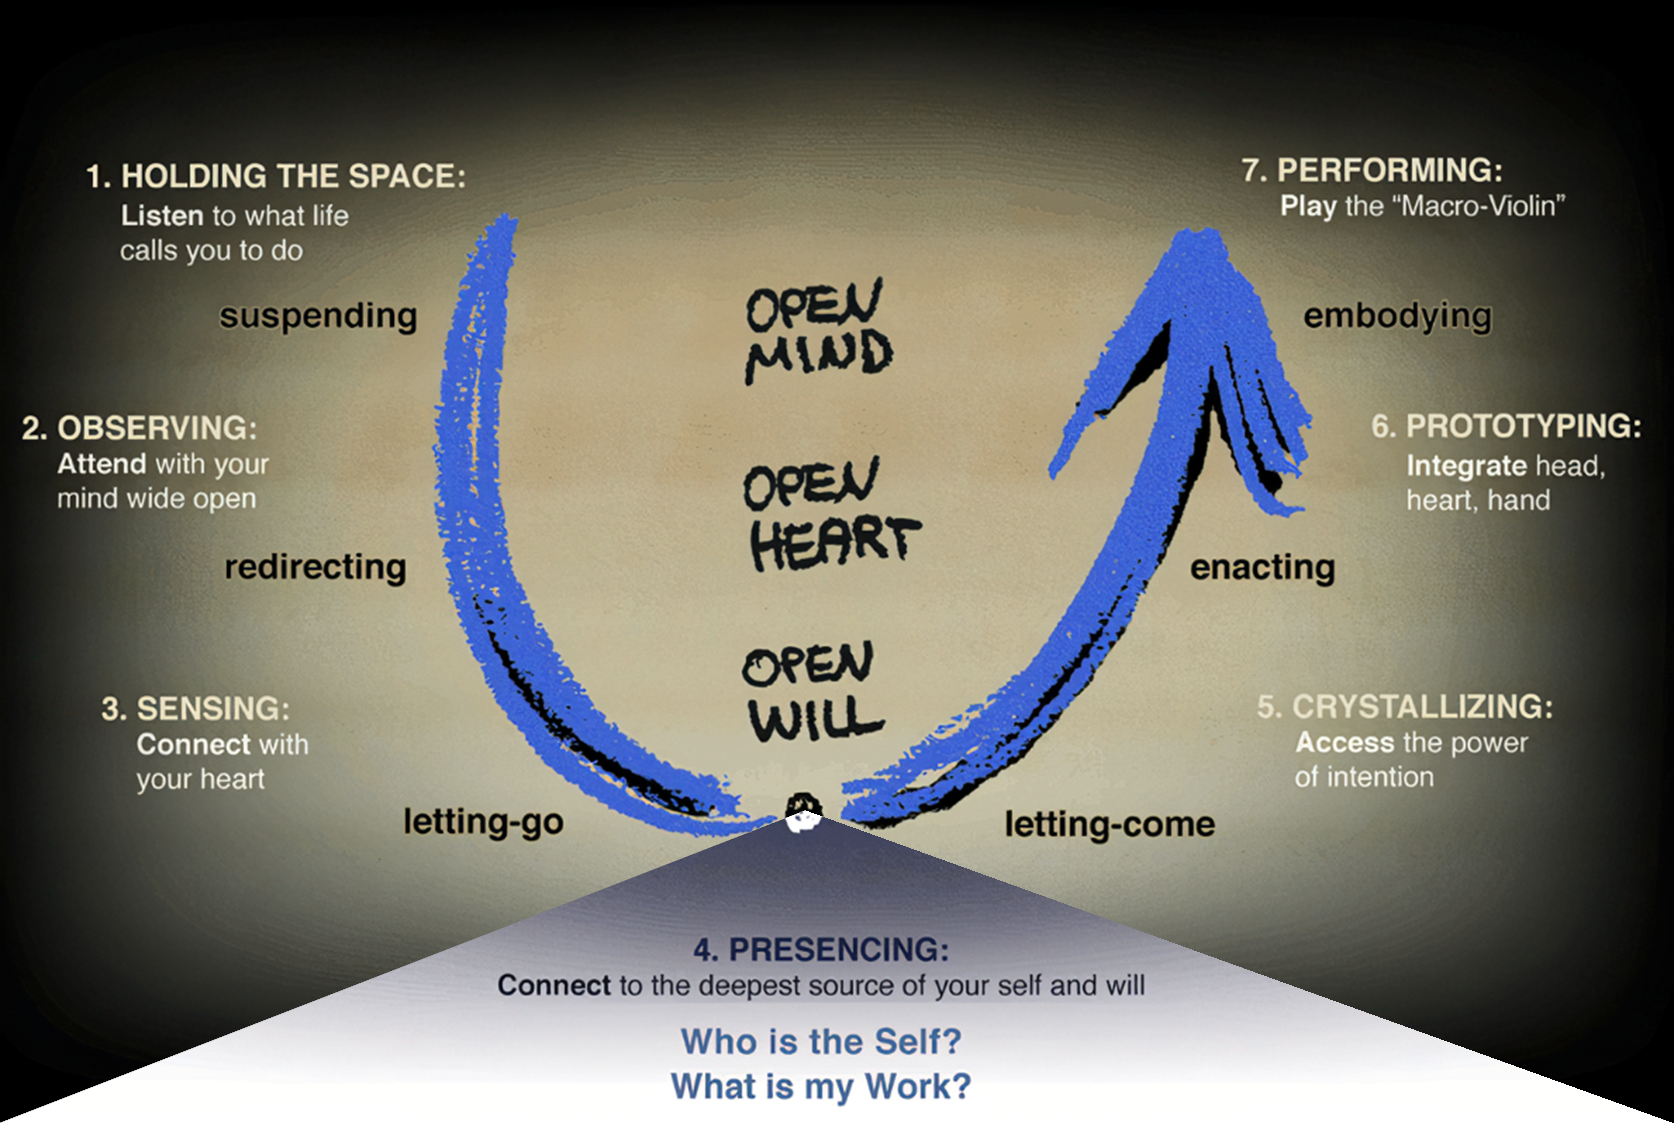 1. HOLDING THE SPACE:
Listen to what life
calls you to do
suspending
2. OBSERVING:
Attend with your
mind wide open
redirecting
3. SENSING:
Connect with
your heart
letting-go
OPEN
MIND
OPEN
HEART
OPEN
WILL
4. PRESENCING:
Connect to the deepest source of your self and will
Who is the Self?
What is my Work?
letting-come
5. CRYSTALLIZING:
Access the power
of intention
enacting
6. PROTOTYPING:
Integrate head,
heart, hand
embodying
7. PERFORMING:
Play the “Macro-Violin”